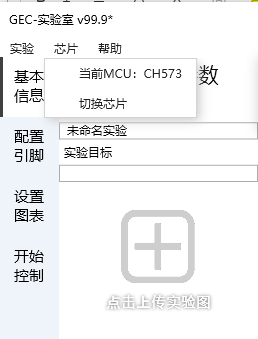 GEC-实验室 v99.9*
实验 芯片 帮助
当前MCU：CH573
切换芯片
数
基本
信息
未命名实验
实验目标
配置
引脚
设置
图表
开始
控制
点击上传实验图